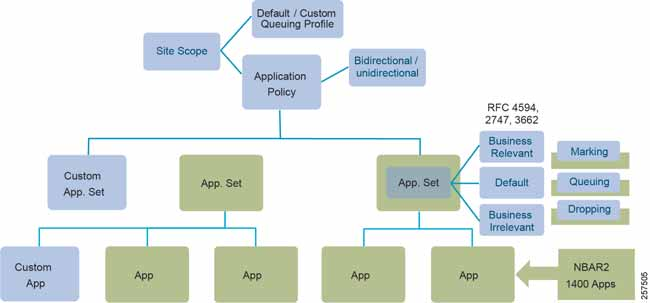 Default / Custom
Queuing Profile
Site Scope
Application
Policy
Bidirectional /
unidirectional
RFC 4594,
2747, 3662
Custom
App. Set
App. Set
App. Set
Business
Relevant
Default
Business
Irrelevant
Marking
Queuing
Dropping
Custom
App
App
App
App
App
NBAR2
1400 Apps
257505